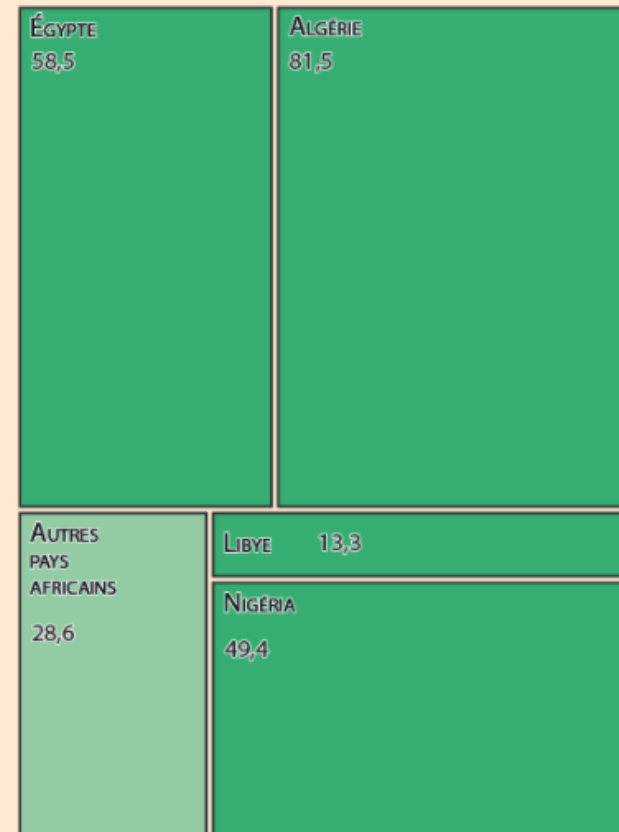 Égypte
58,5
Algérie
81,5
Autres
pays
africains
28,6
Libye 13,3
Nigéria
49,4